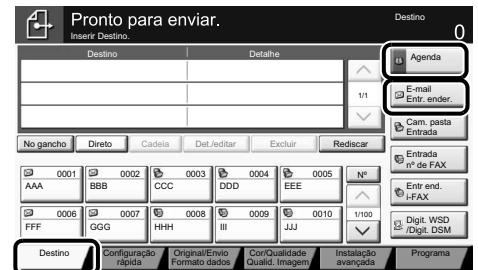 Pronto para enviar.
Inserir Destino.
Destino
0
Destino Detalhe
1/1
Agenda
E-mail
Entr. ender.
Cam. pasta
Entrada
Entrada
nº de FAX
Entr end.
i-FAX
Digit. WSD
/Digit. DSM
No gancho Direto Cadeia Det./editar Excluir Rediscar
0001 0002 0003 0004 0005 Nº
AAA BBB CCC DDD EEE
0006 0007 0008 0009 0010 1/100
FFF GGG HHH III JJJ
Destino
Configuração
rápida
Original/Envio
Formato dados
Cor/Qualidade
Qualid. Imagem
Instalação
avançada
Programa